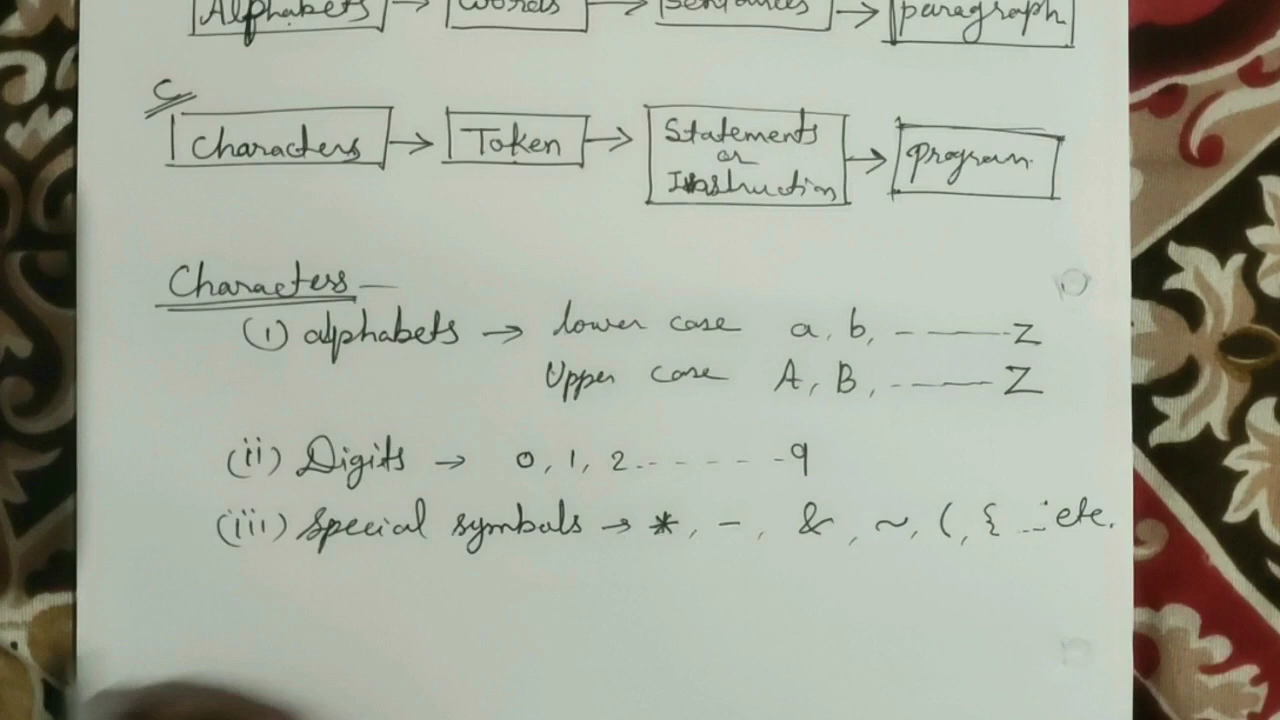 Alphabets → words → sentences → paragraph
C
Characters → Token → Statements or Instruction → program
Characters —
(i) alphabets → lower case a, b, - —— z
Upper case A, B, - —— Z
(ii) Digits → 0, 1, 2 - - - - - - 9
(iii) special symbols → *, -, &, ~, (, { ... etc.